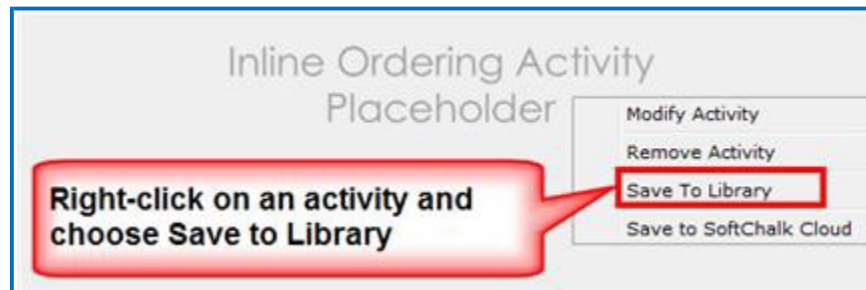 Inline Ordering Activity
Placeholder
Modify Activity
Remove Activity
Save To Library
Save to SoftChalk Cloud
Right-click on an activity and
choose Save to Library